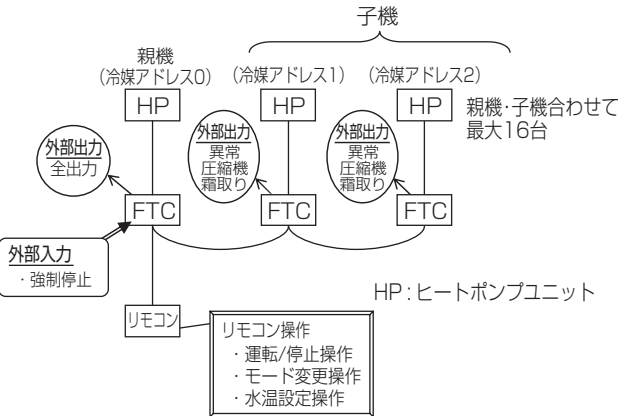 子機
親機
(冷媒アドレス0)
(冷媒アドレス1)
(冷媒アドレス2)
HP
HP
HP
親機・子機合わせて
最大16台
外部出力
全出力
外部出力
異常
圧縮機
霜取り
外部出力
異常
圧縮機
霜取り
FTC
FTC
FTC
外部入力
・強制停止
HP:ヒートポンプユニット
リモコン
リモコン操作
・運転/停止操作
・モード変更操作
・水温設定操作